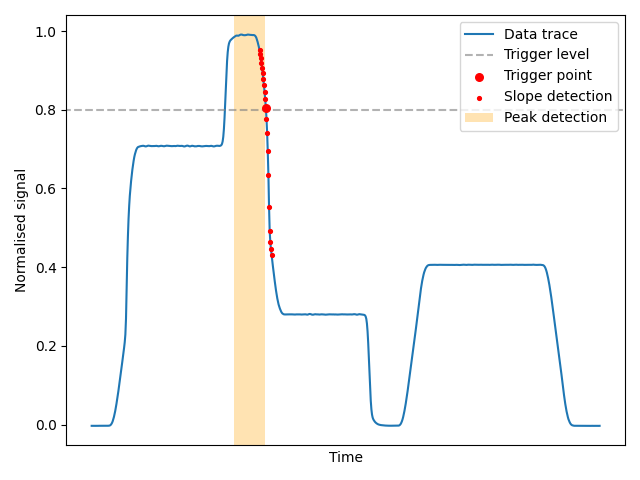 1.0
0.8
0.6
0.4
0.2
0.0
Normalised signal
Time
Data trace
Trigger level
Trigger point
Slope detection
Peak detection